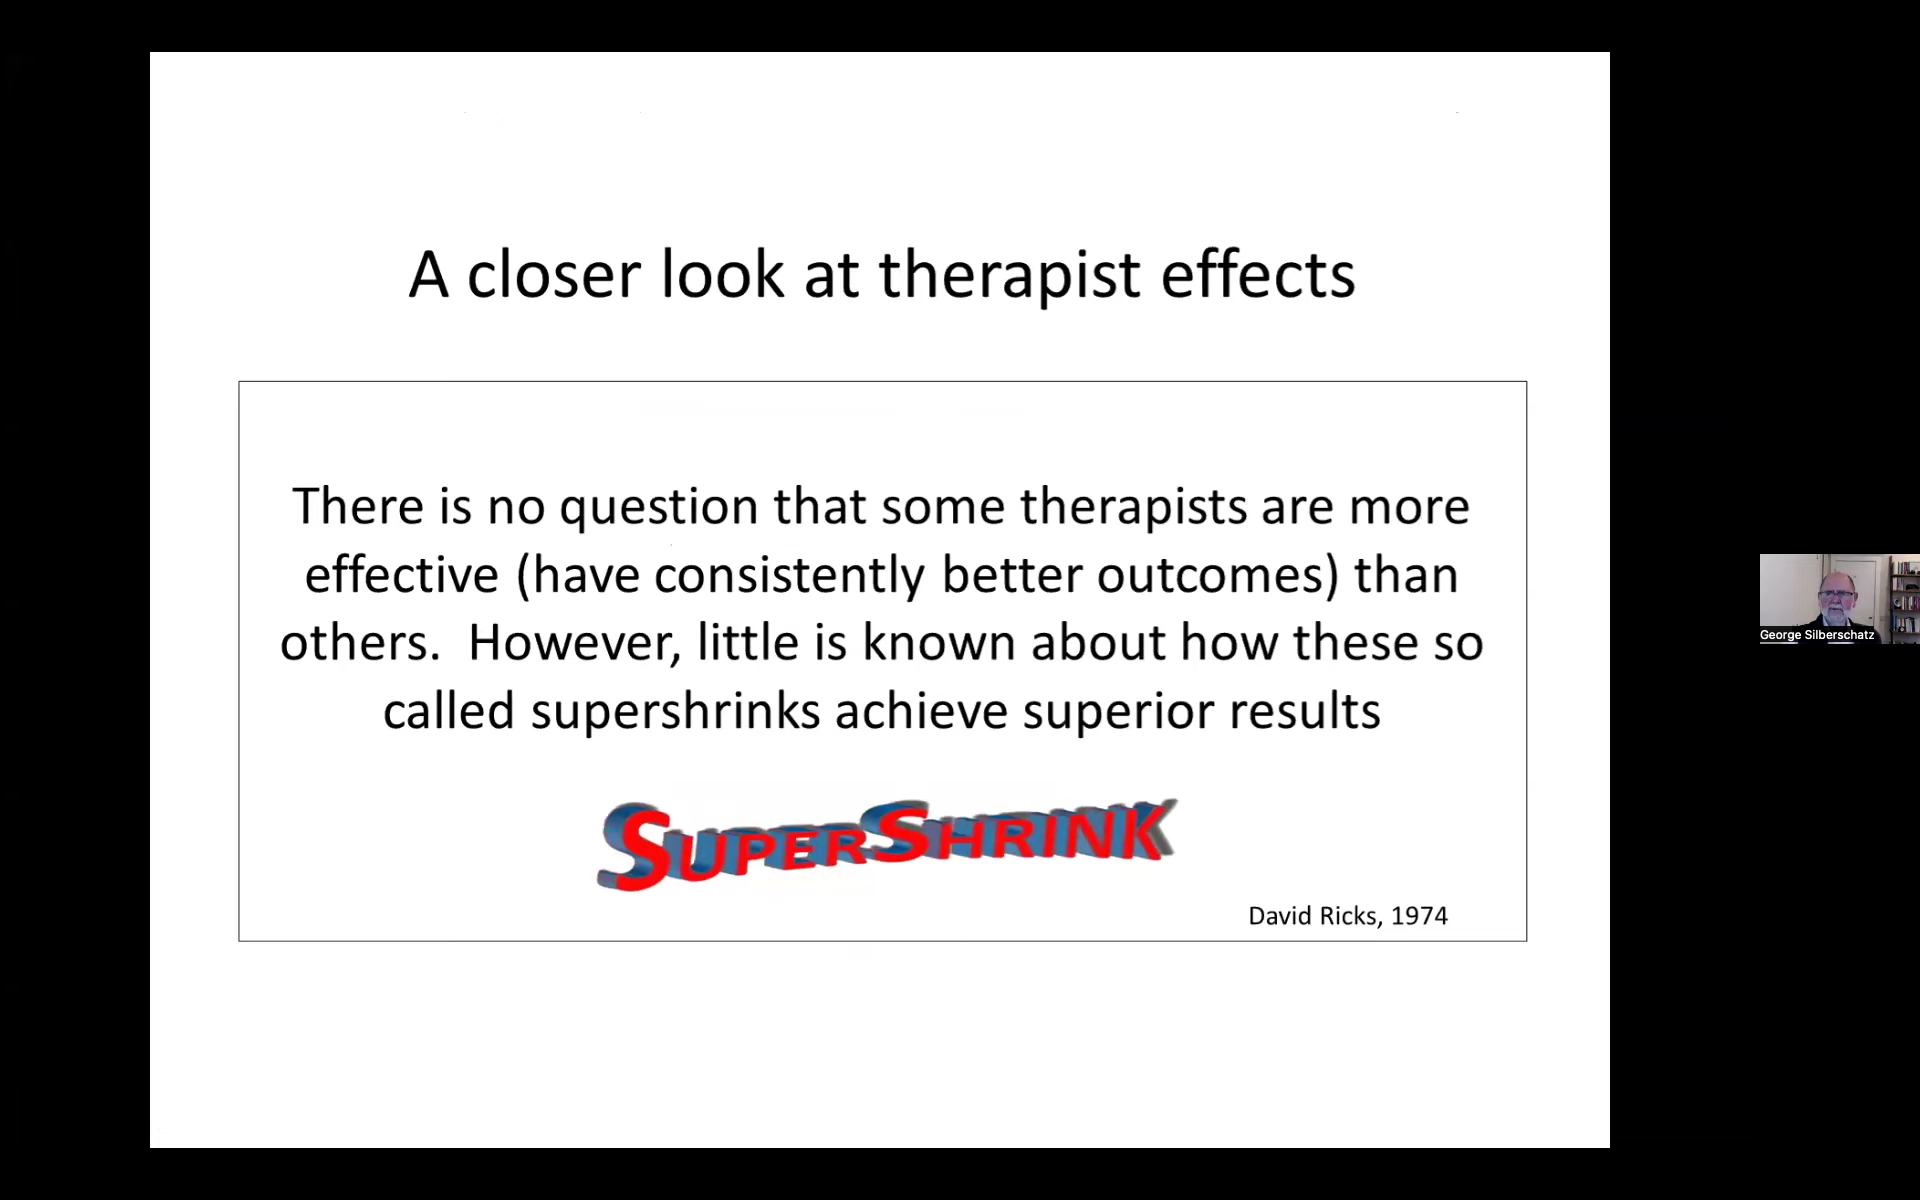 A closer look at therapist effects
There is no question that some therapists are more
effective (have consistently better outcomes) than
others.  However, little is known about how these so
called supershrinks achieve superior results
SUPERSHRINK
David Ricks, 1974
George Silberschatz